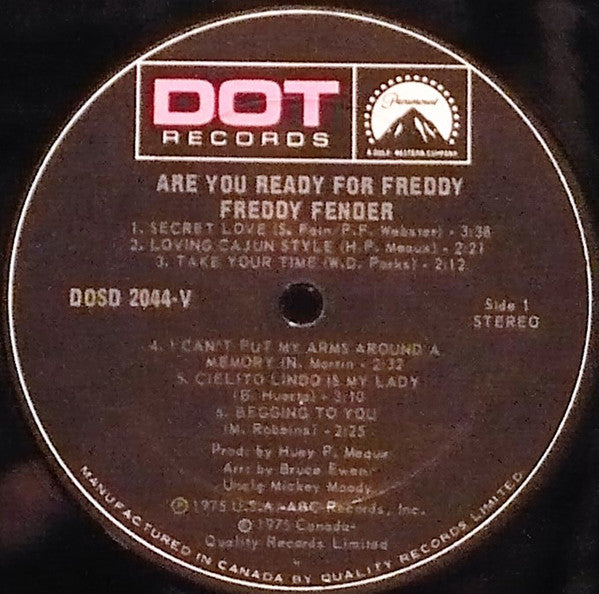 DOT
RECORDS
Paramount
A GULF+WESTERN COMPANY
ARE YOU READY FOR FREDDY
FREDDY FENDER
1. SECRET LOVE (S. Fain/P.F. Webster) - 3:38
2. LOVING CAJUN STYLE (H.P. Meaux) - 2:21
3. TAKE YOUR TIME (W.D. Parks) - 2:12
DOSD 2044-V
Side 1
STEREO
4. I CAN'T PUT MY ARMS AROUND A
MEMORY (N. Martin) - 2:32
5. CIELITO LINDO IS MY LADY
(B. Huerta) - 3:10
6. BEGGING TO YOU
(M. Robbins) - 2:25
Prod. by Huey P. Meaux
Arr. by Bruce Ewen
Uncle Mickey Moody
Ⓟ 1975 U.S.A.-ABC Records, Inc.
© 1975 Canada-
Quality Records Limited
MANUFACTURED IN CANADA BY QUALITY RECORDS LIMITED